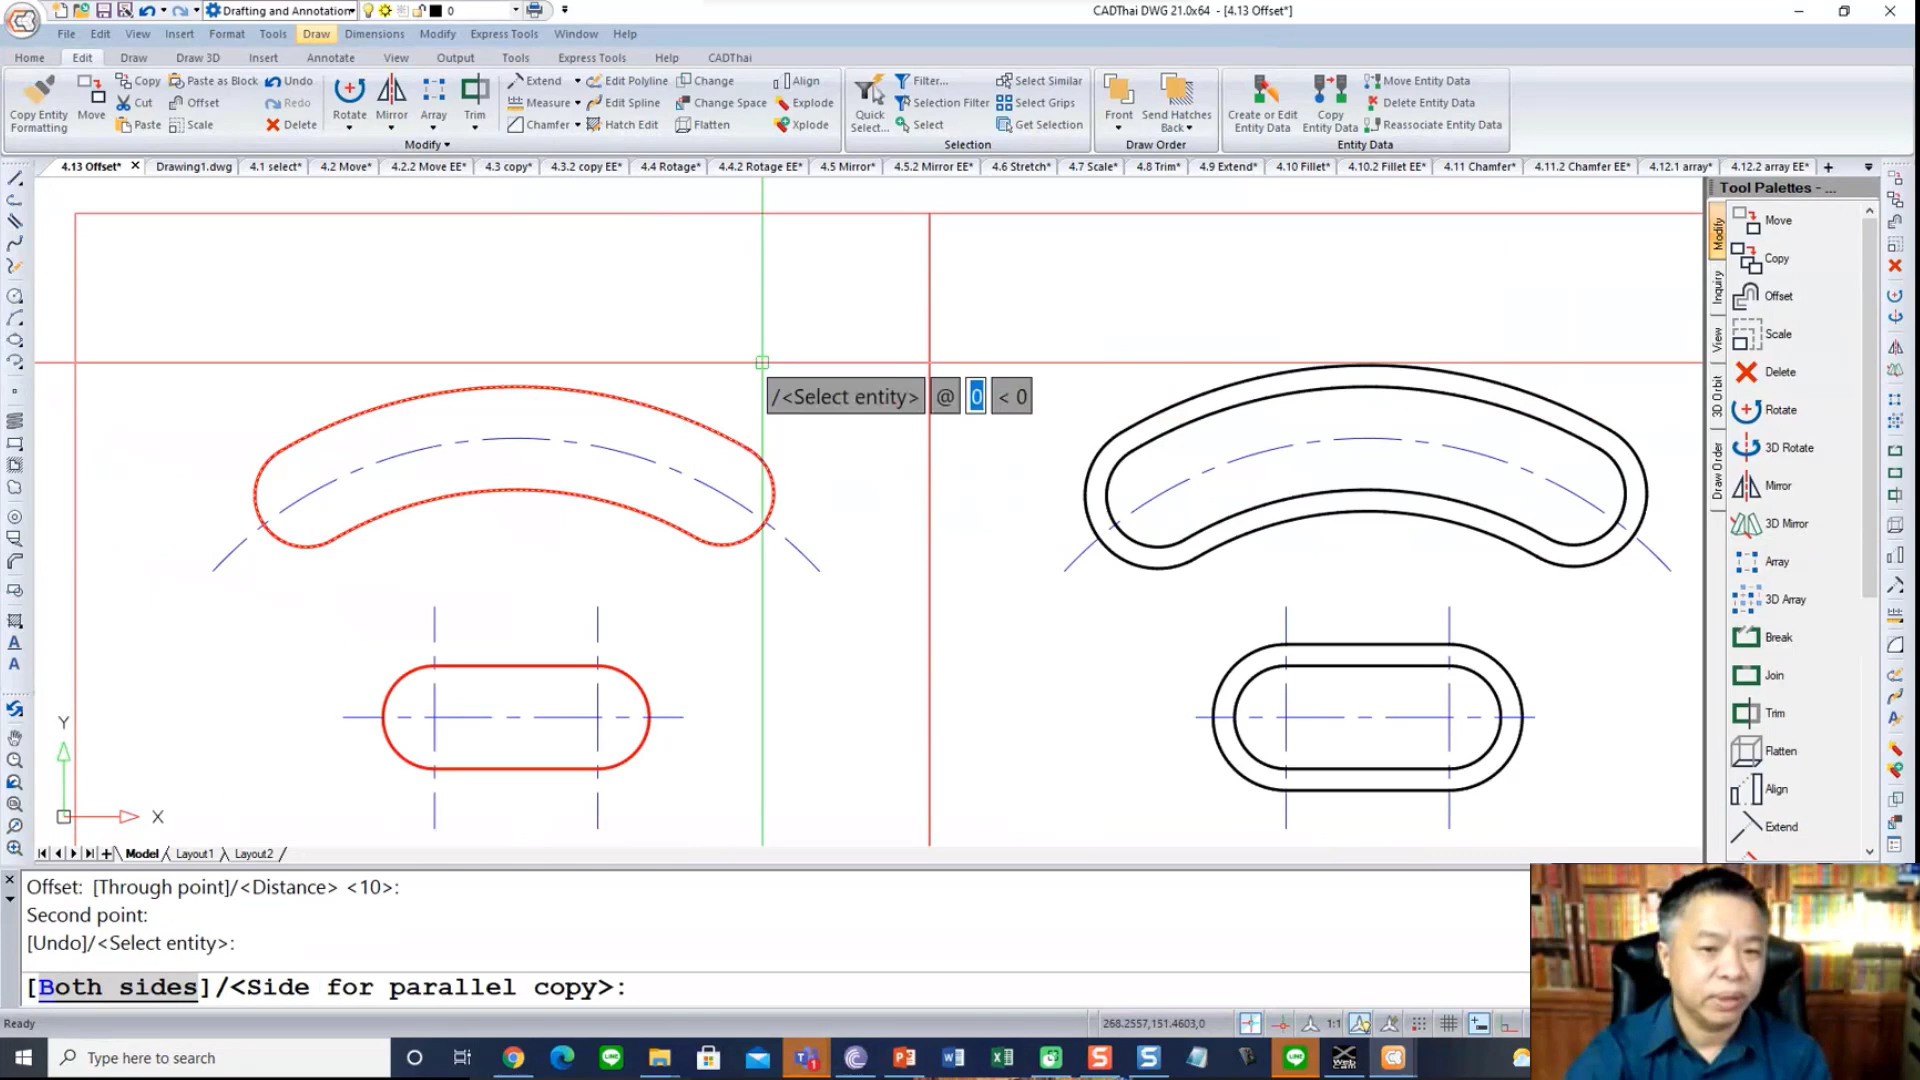 Drafting and Annotation
0
CADThai DWG 21.0x64 - [4.13 Offset*]
File Edit View Insert Format Tools Draw Dimensions Modify Express Tools Window Help
Home Edit Draw Draw 3D Insert Annotate View Output Tools Express Tools Help CADThai
Copy Entity Formatting
Move
Copy
Cut
Paste
Paste as Block
Offset
Scale
Undo
Redo
Delete
Rotate
Mirror
Array
Trim
Extend
Measure
Chamfer
Edit Polyline
Edit Spline
Hatch Edit
Change
Change Space
Flatten
Align
Explode
Xplode
Modify
Quick Select...
Filter...
Selection Filter
Select
Select Similar
Select Grips
Get Selection
Selection
Front
Send Hatches Back
Draw Order
Create or Edit Entity Data
Copy Entity Data
Move Entity Data
Delete Entity Data
Reassociate Entity Data
Entity Data
4.13 Offset* Drawing1.dwg 4.1 select* 4.2 Move* 4.2.2 Move EE* 4.3 copy* 4.3.2 copy EE* 4.4 Rotage* 4.4.2 Rotage EE* 4.5 Mirror* 4.5.2 Mirror EE* 4.6 Stretch* 4.7 Scale* 4.8 Trim* 4.9 Extend* 4.10 Fillet* 4.10.2 Fillet EE* 4.11 Chamfer* 4.11.2 Chamfer EE* 4.12.1 array* 4.12.2 array EE*
Tool Palettes - ...
Modify
Inquiry
View
3D Orbit
Draw Order
Move
Copy
Offset
Scale
Delete
Rotate
3D Rotate
Mirror
3D Mirror
Array
3D Array
Break
Join
Trim
Flatten
Align
Extend
/<Select entity> @ 0 < 0
Y
X
Model Layout1 Layout2
Offset: [Through point]/<Distance> <10>:
Second point:
[Undo]/<Select entity>:
[Both sides]/<Side for parallel copy>:
Ready
268.2557,151.4603,0
1:1
Type here to search